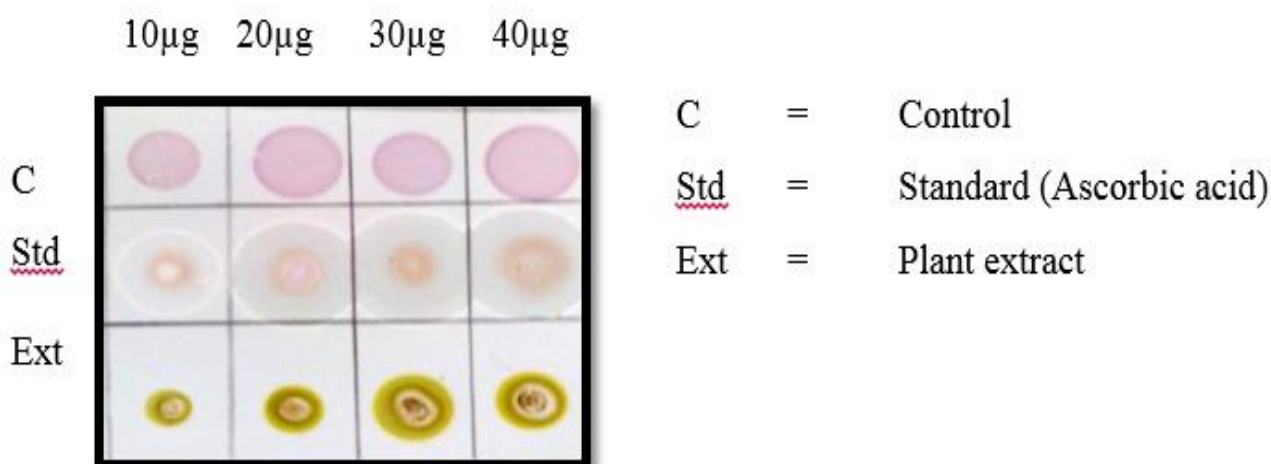 10µg 20µg 30µg 40µg
C
Std
Ext
C = Control
Std = Standard (Ascorbic acid)
Ext = Plant extract